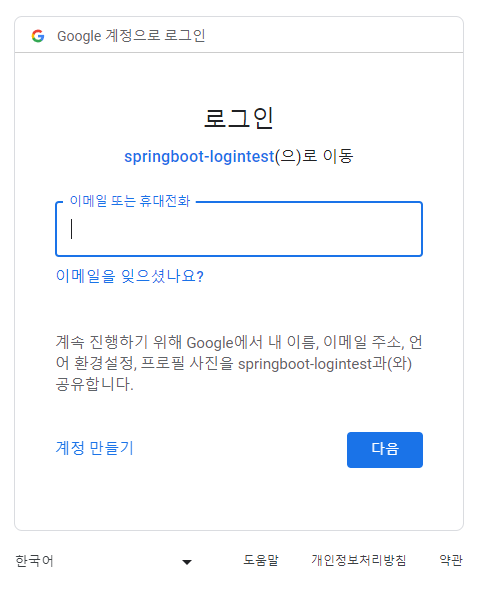 Google 계정으로 로그인
로그인
springboot-logintest(으)로 이동
이메일 또는 휴대전화
이메일을 잊으셨나요?
계속 진행하기 위해 Google에서 내 이름, 이메일 주소, 언
어 환경설정, 프로필 사진을 springboot-logintest과(와)
공유합니다.
계정 만들기 다음
한국어 도움말 개인정보처리방침 약관